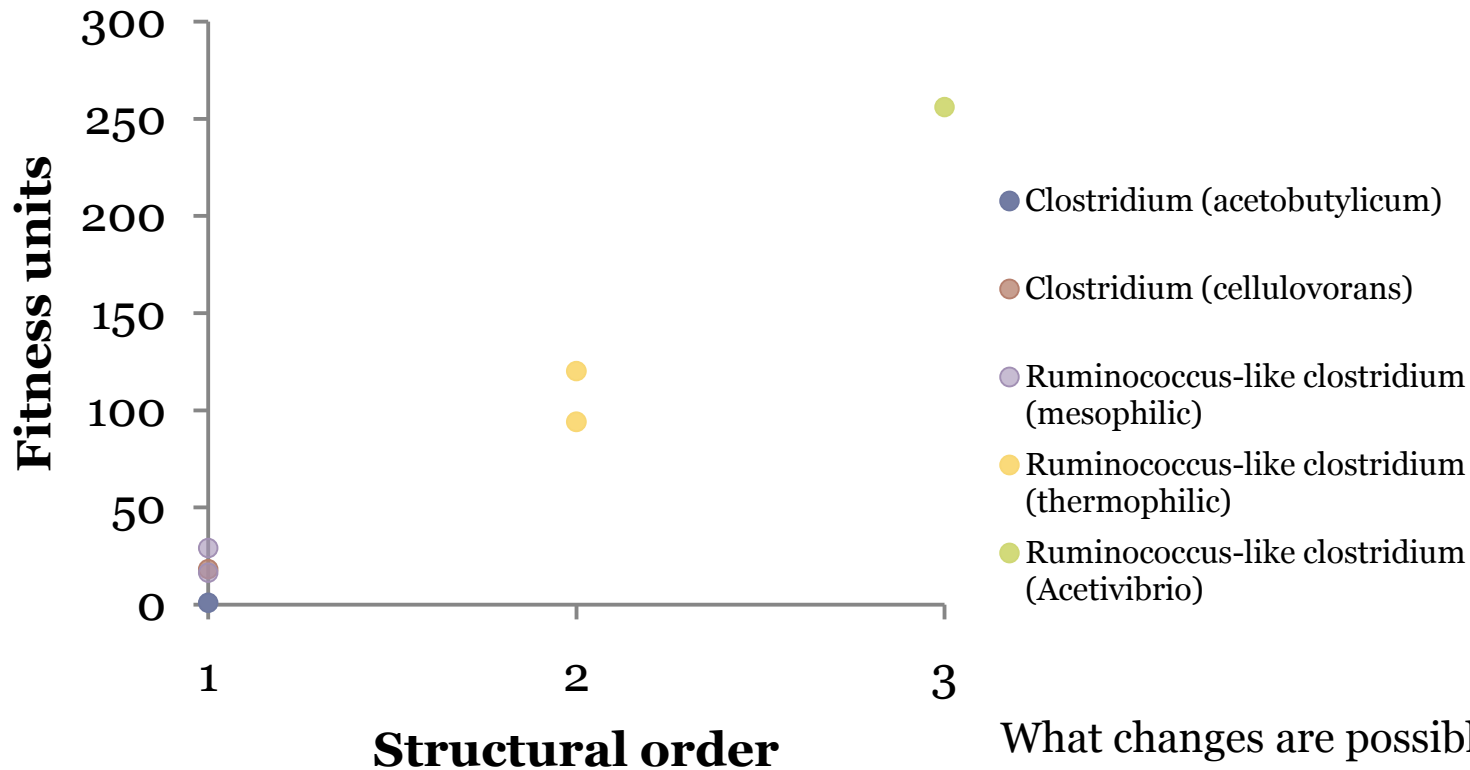 300
250
200
150
100
50
0
Fitness units
1
2
3
Structural order
Clostridium (acetobutylicum)
Clostridium (cellulovorans)
Ruminococcus-like clostridium
(mesophilic)
Ruminococcus-like clostridium
(thermophilic)
Ruminococcus-like clostridium
(Acetivibrio)
What changes are